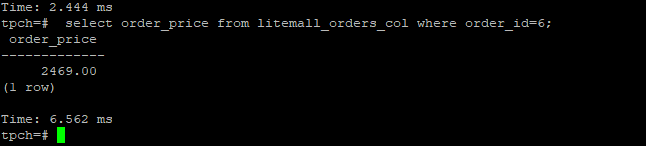 Time: 2.444 ms
tpch=#  select order_price from litemall_orders_col where order_id=6;
 order_price
-------------
     2469.00
(1 row)

Time: 6.562 ms
tpch=#